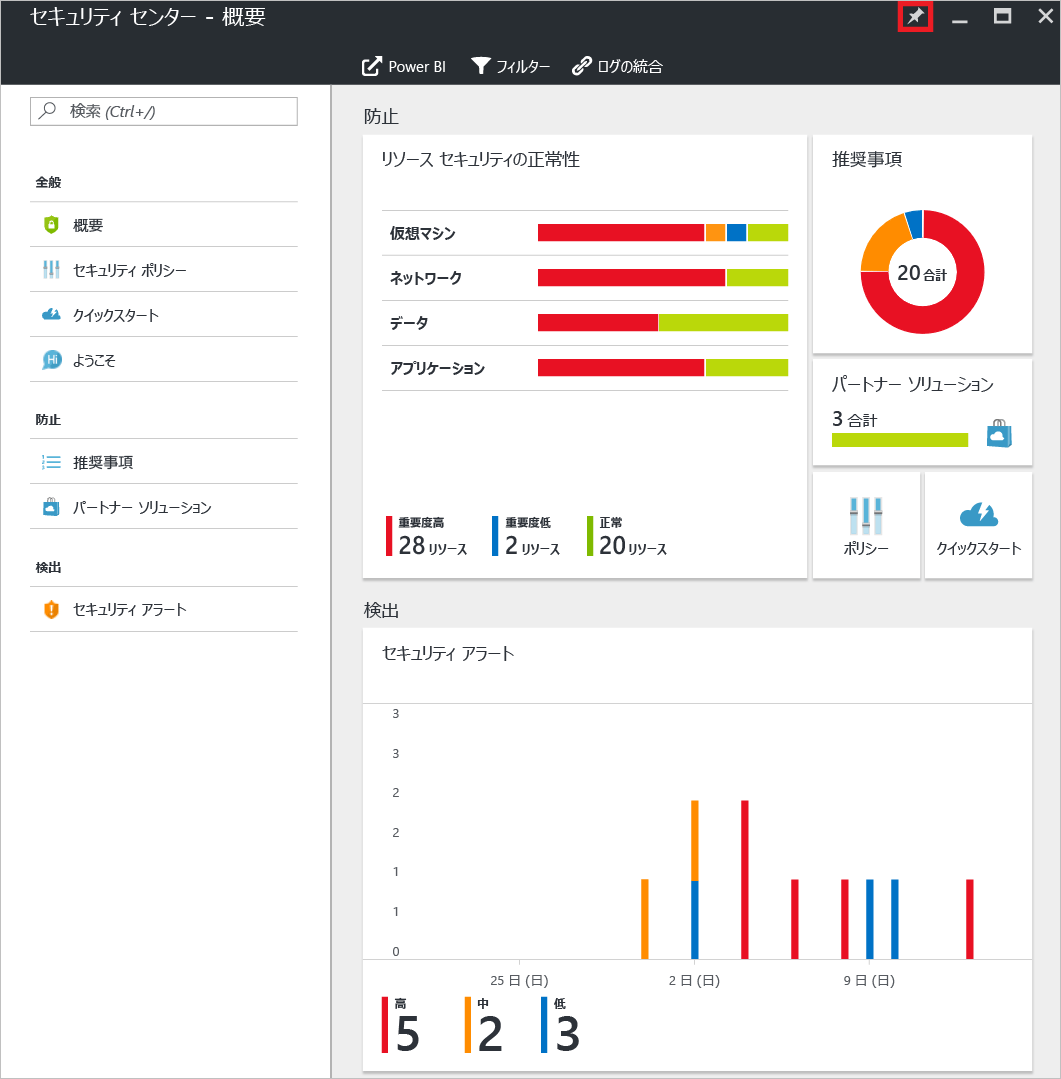 セキュリティ センター - 概要
Power BI
フィルター
ログの統合
検索 (Ctrl+/)
全般
概要
セキュリティ ポリシー
クイックスタート
Hi
ようこそ
防止
推奨事項
パートナー ソリューション
検出
セキュリティ アラート
防止
リソース セキュリティの正常性
仮想マシン
ネットワーク
データ
アプリケーション
重要度高
28 リソース
重要度低
2 リソース
正常
20 リソース
推奨事項
20 合計
パートナー ソリューション
3 合計
ポリシー
クイックスタート
検出
セキュリティ アラート
3
3
2
2
1
1
0
25 日 (日)
2 日 (日)
9 日 (日)
高
5
中
2
低
3